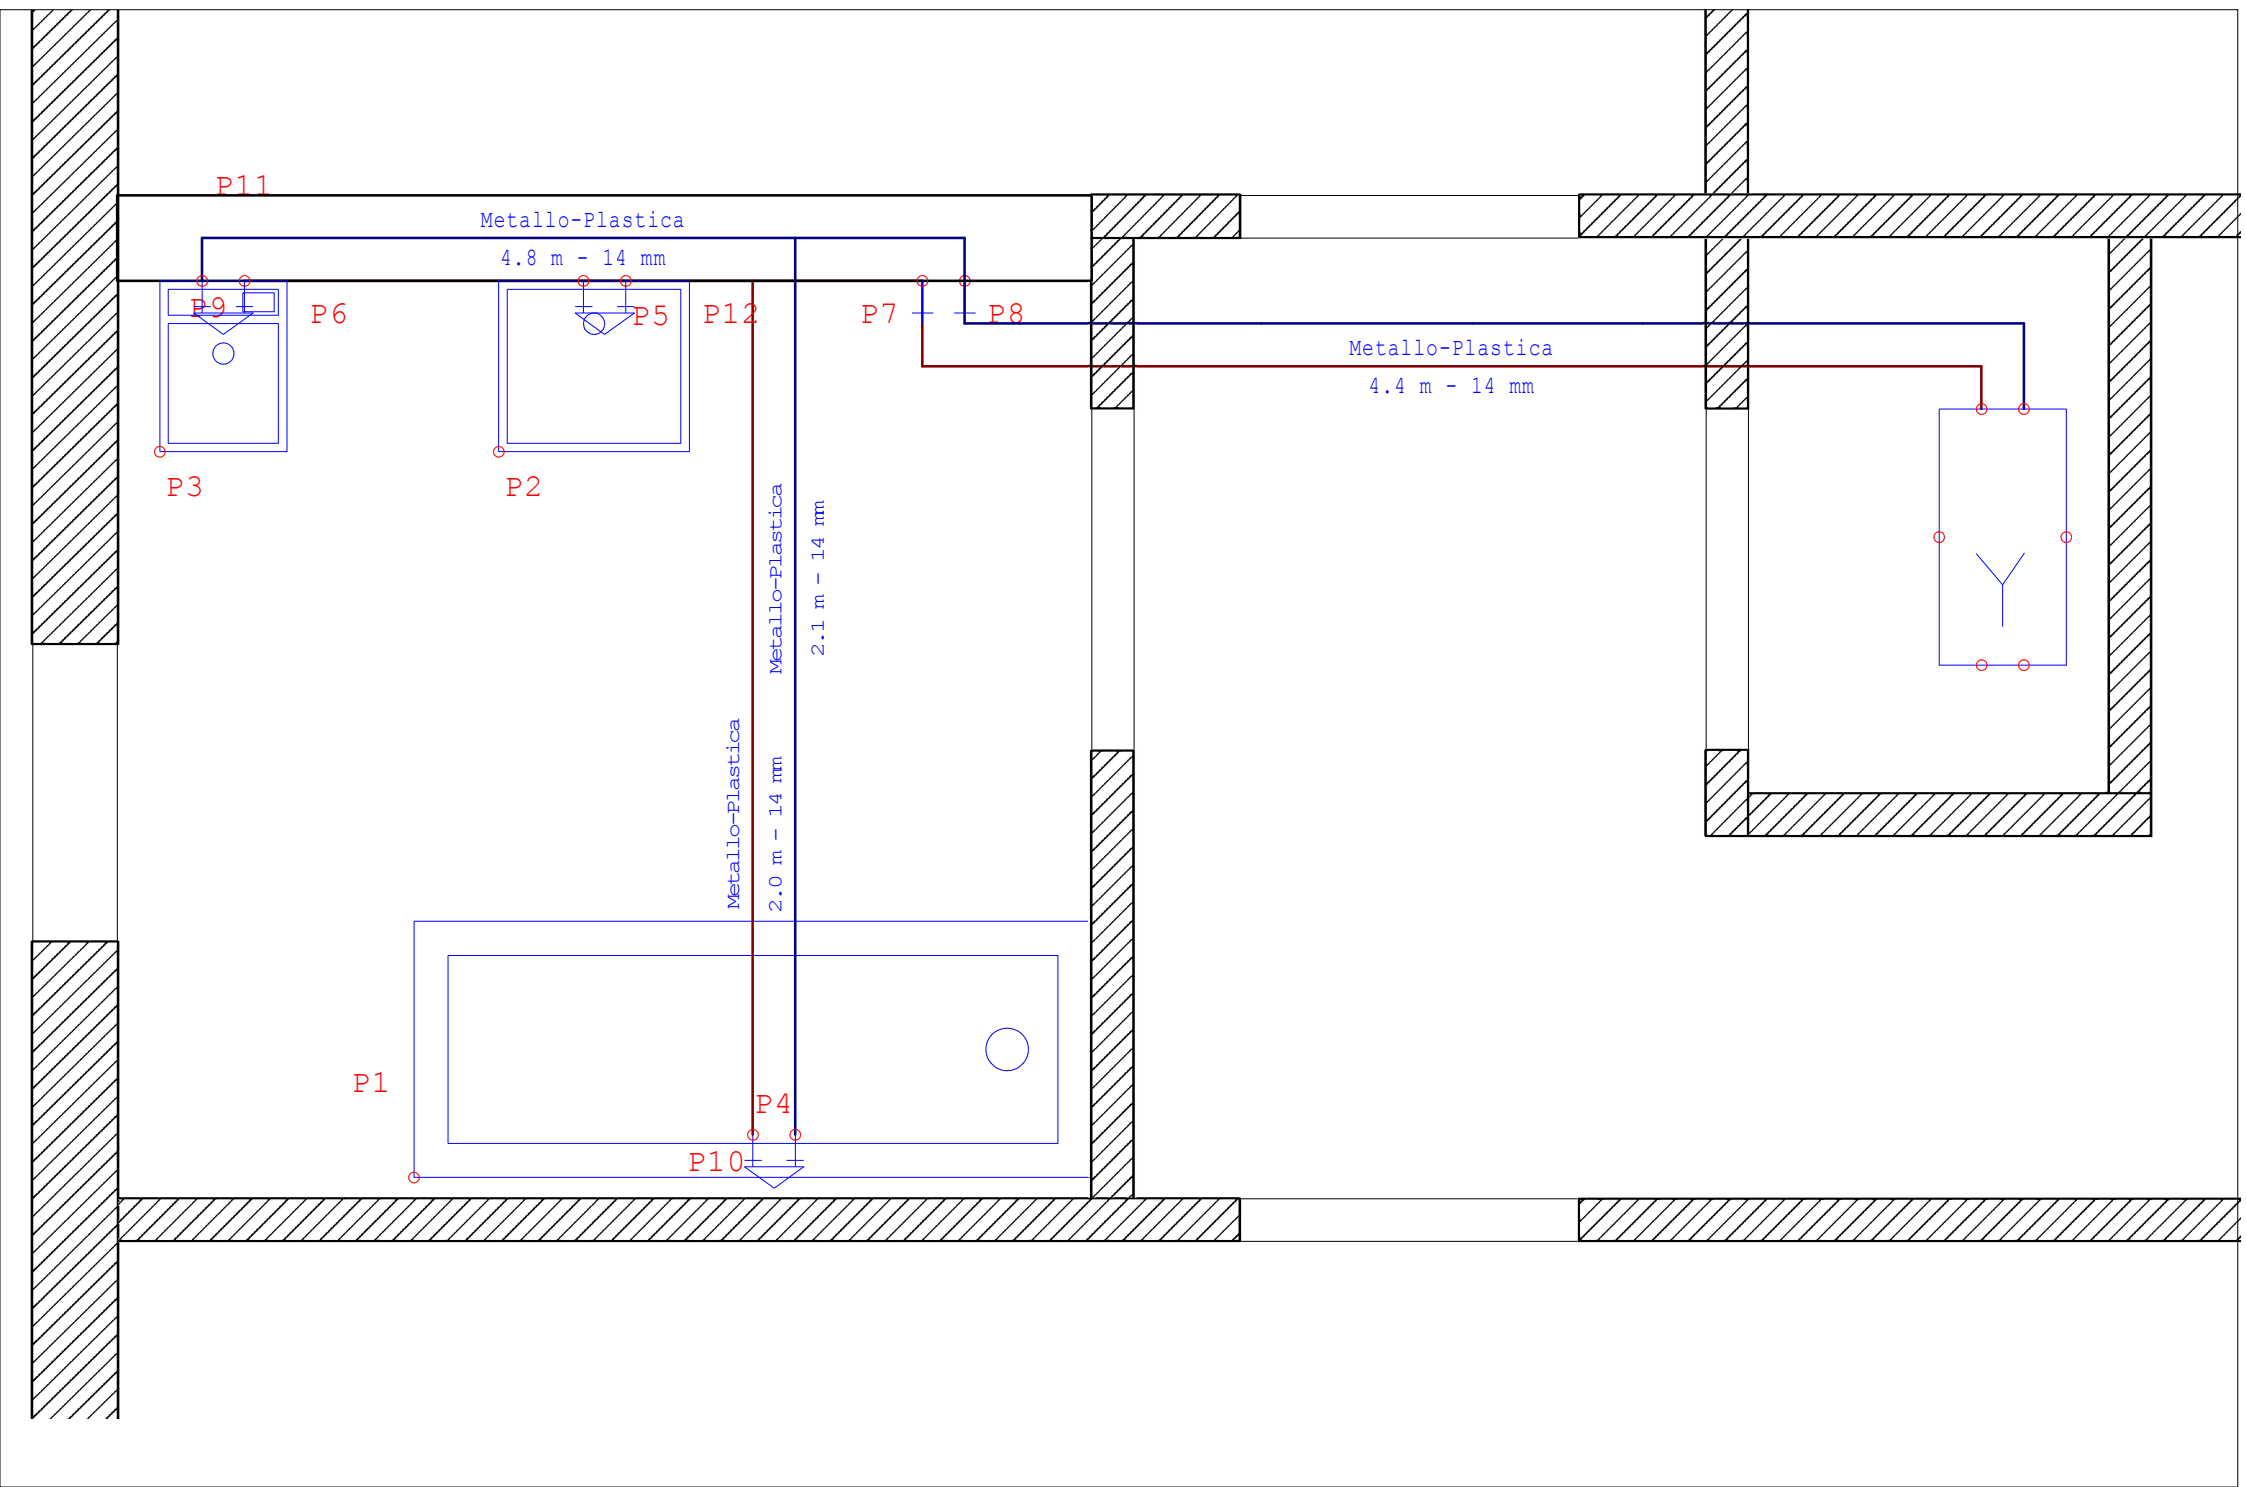 P11
Metallo-Plastica
4.8 m - 14 mm
P9
P6
P5
P12
P7
P8
Metallo-Plastica
4.4 m - 14 mm
P3
P2
Metallo-Plastica
2.1 m - 14 mm
Metallo-Plastica
2.0 m - 14 mm
P1
P4
P10